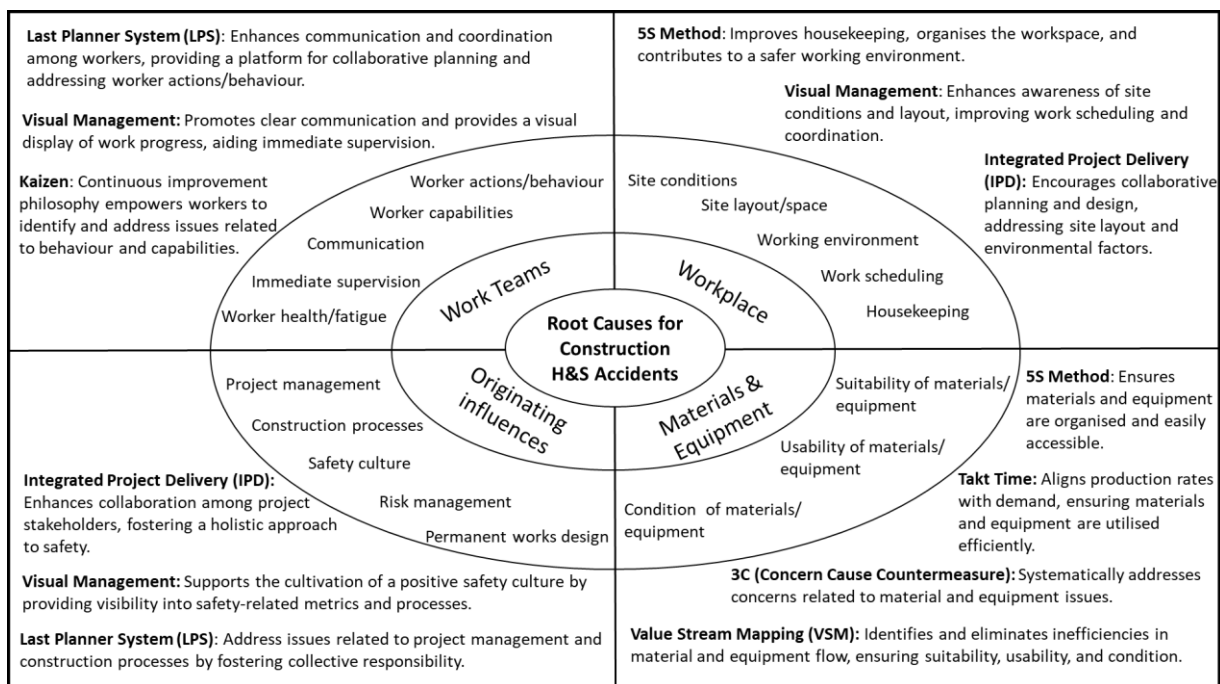 Last Planner System (LPS): Enhances communication and coordination
among workers, providing a platform for collaborative planning and
addressing worker actions/behaviour.
Visual Management: Promotes clear communication and provides a visual
display of work progress, aiding immediate supervision.
Kaizen: Continuous improvement
philosophy empowers workers to
identify and address issues related
to behaviour and capabilities.
Worker actions/behaviour
Worker capabilities
Communication
Immediate supervision
Worker health/fatigue
Work Teams
5S Method: Improves housekeeping, organises the workspace, and
contributes to a safer working environment.
Visual Management: Enhances awareness of site
conditions and layout, improving work scheduling and
coordination.
Integrated Project Delivery
(IPD): Encourages collaborative
planning and design,
addressing site layout and
environmental factors.
Site conditions
Site layout/space
Working environment
Work scheduling
Housekeeping
Workplace
Root Causes for
Construction
H&S Accidents
Originating
influences
Project management
Construction processes
Safety culture
Risk management
Permanent works design
Integrated Project Delivery (IPD):
Enhances collaboration among project
stakeholders, fostering a holistic approach
to safety.
Visual Management: Supports the cultivation of a positive safety culture by
providing visibility into safety-related metrics and processes.
Last Planner System (LPS): Address issues related to project management and
construction processes by fostering collective responsibility.
Materials &
Equipment
Suitability of materials/
equipment
Usability of materials/
equipment
Condition of materials/
equipment
5S Method: Ensures
materials and equipment
are organised and easily
accessible.
Takt Time: Aligns production rates
with demand, ensuring materials
and equipment are utilised
efficiently.
3C (Concern Cause Countermeasure): Systematically addresses
concerns related to material and equipment issues.
Value Stream Mapping (VSM): Identifies and eliminates inefficiencies in
material and equipment flow, ensuring suitability, usability, and condition.